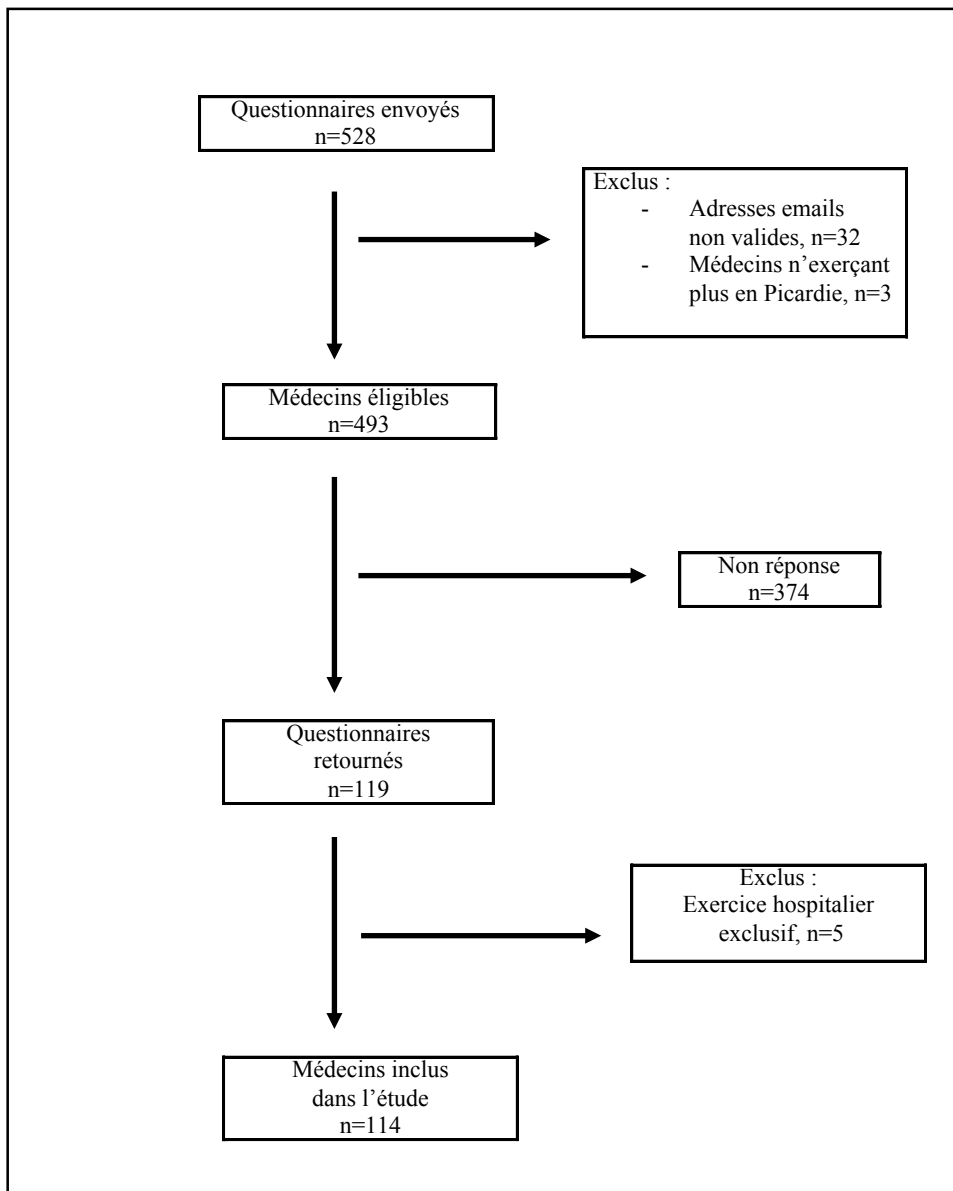 Questionnaires envoyés
n=528
Exclus :
- Adresses emails
non valides, n=32
- Médecins n’exerçant
plus en Picardie, n=3
Médecins éligibles
n=493
Non réponse
n=374
Questionnaires
retournés
n=119
Exclus :
Exercice hospitalier
exclusif, n=5
Médecins inclus
dans l’étude
n=114